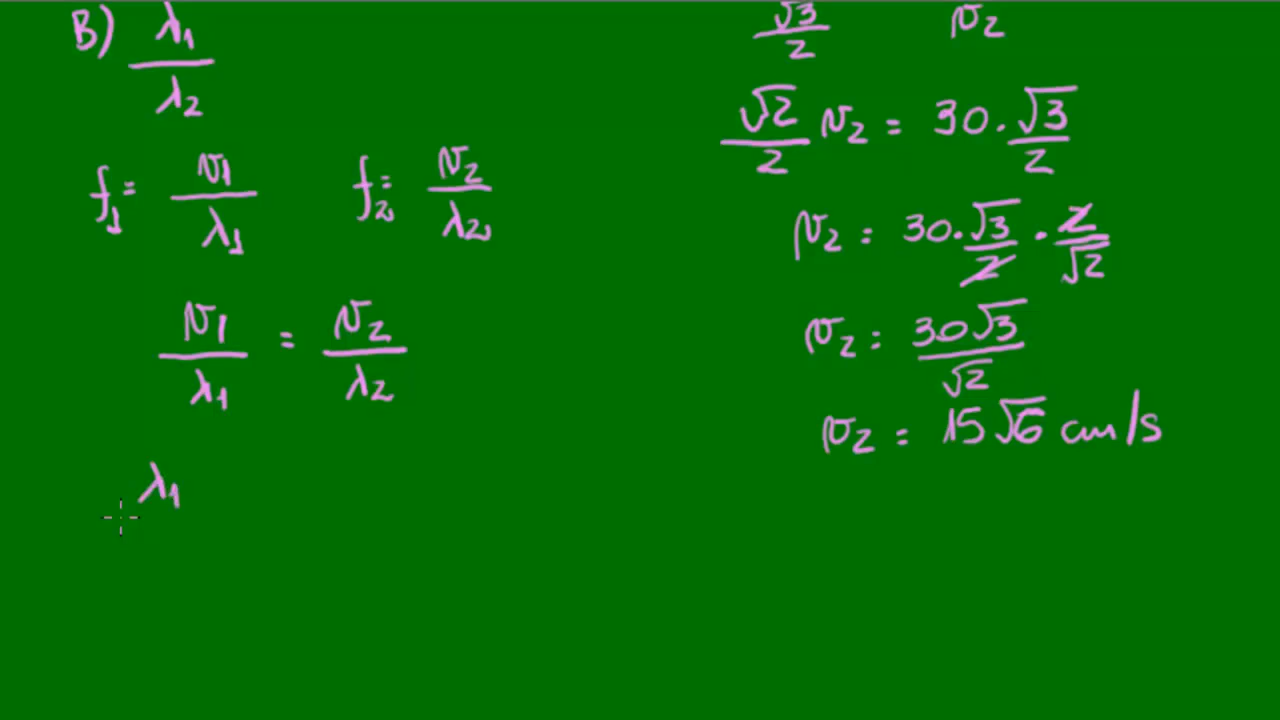 B) λ1/λ2
f1 = v1/λ1   f2 = v2/λ2
v1/λ1 = v2/λ2
λ1
√3/2   v2
√2/2 v2 = 30.√3/2
v2 = 30.√3/2 . 2/√2
v2 = 30√3/√2
v2 = 15√6 cm/s